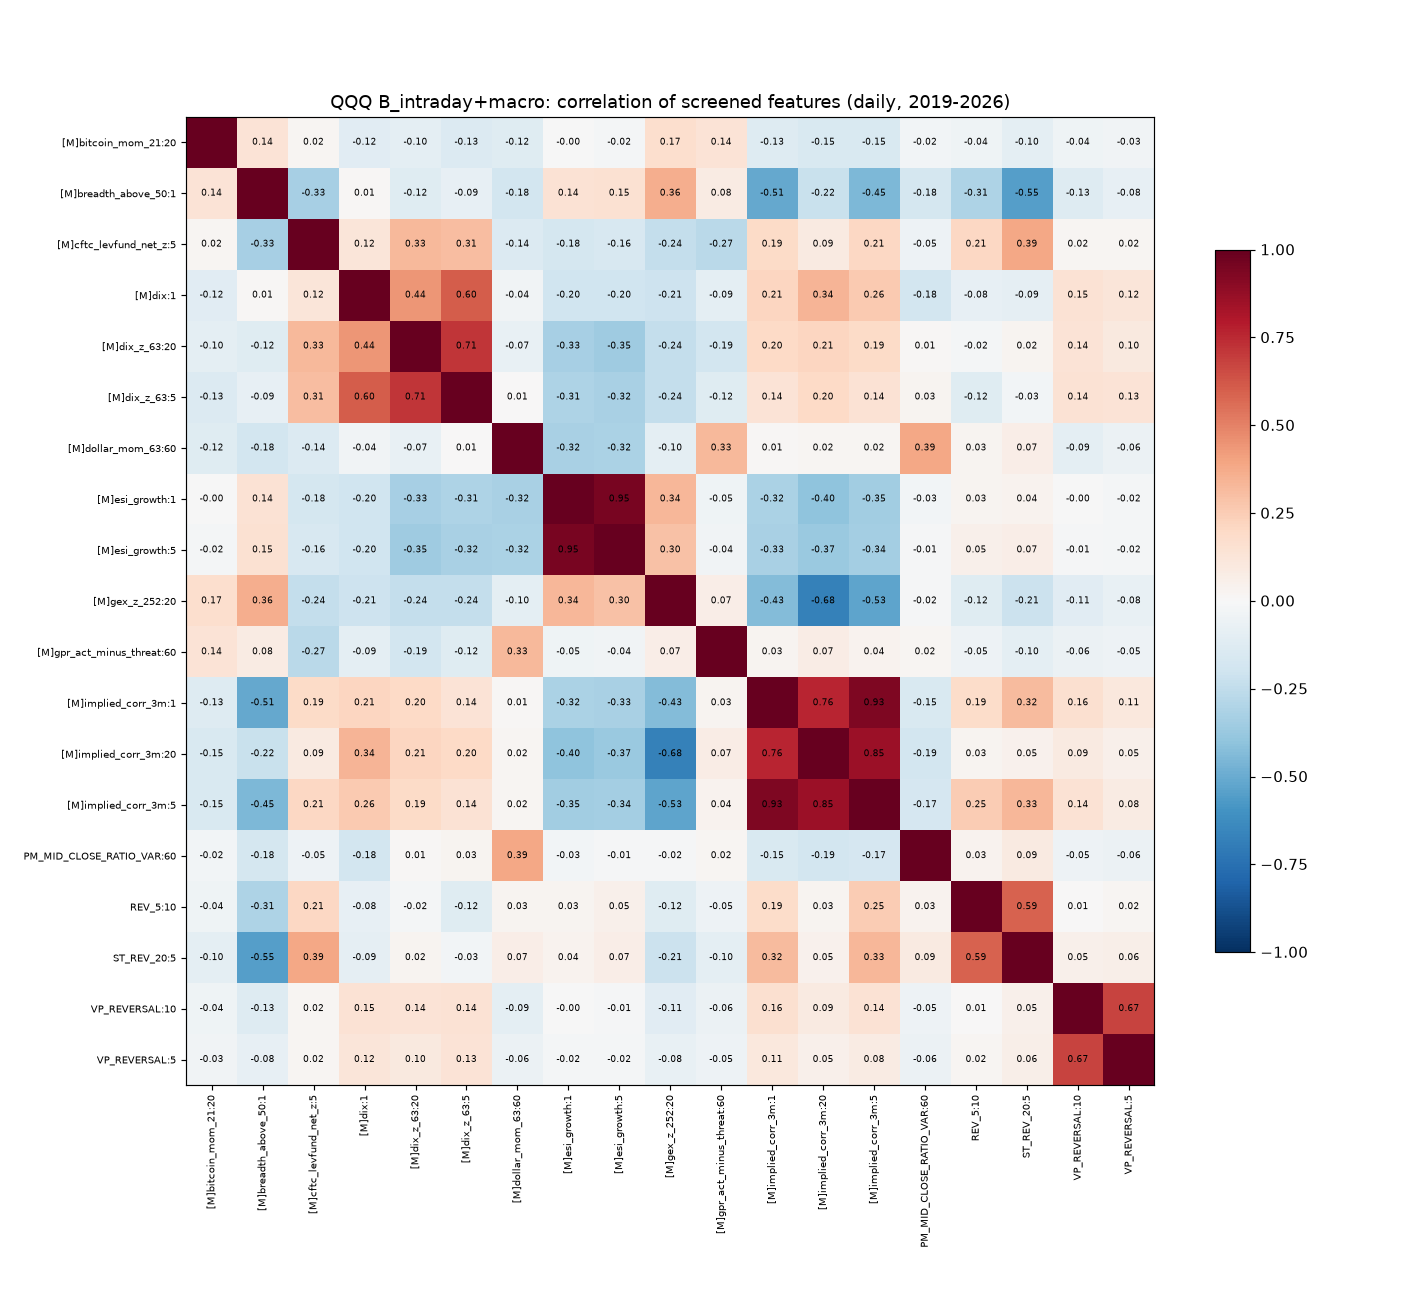 QQQ B_intraday+macro: correlation of screened features (daily, 2019-2026)
[M]bitcoin_mom_21:20 0.14 0.02 -0.12 -0.10 -0.13 -0.12 -0.00 -0.02 0.17 0.14 -0.13 -0.15 -0.15 -0.02 -0.04 -0.10 -0.04 -0.03
[M]breadth_above_50:1 0.14 -0.33 0.01 -0.12 -0.09 -0.18 0.14 0.15 0.36 0.08 -0.51 -0.22 -0.45 -0.18 -0.31 -0.55 -0.13 -0.08
[M]cftc_levfund_net_z:5 0.02 -0.33 0.12 0.33 0.31 -0.14 -0.18 -0.16 -0.24 -0.27 0.19 0.09 0.21 -0.05 0.21 0.39 0.02 0.02
[M]dix:1 -0.12 0.01 0.12 0.44 0.60 -0.04 -0.20 -0.20 -0.21 -0.09 0.21 0.34 0.26 -0.18 -0.08 -0.09 0.15 0.12
[M]dix_z_63:20 -0.10 -0.12 0.33 0.44 0.71 -0.07 -0.33 -0.35 -0.24 -0.19 0.20 0.21 0.19 0.01 -0.02 0.02 0.14 0.10
[M]dix_z_63:5 -0.13 -0.09 0.31 0.60 0.71 0.01 -0.31 -0.32 -0.24 -0.12 0.14 0.20 0.14 0.03 -0.12 -0.03 0.14 0.13
[M]dollar_mom_63:60 -0.12 -0.18 -0.14 -0.04 -0.07 0.01 -0.32 -0.32 -0.10 0.33 0.01 0.02 0.02 0.39 0.03 0.07 -0.09 -0.06
[M]esi_growth:1 -0.00 0.14 -0.18 -0.20 -0.33 -0.31 -0.32 0.95 0.34 -0.05 -0.32 -0.40 -0.35 -0.03 0.03 0.04 -0.00 -0.02
[M]esi_growth:5 -0.02 0.15 -0.16 -0.20 -0.35 -0.32 -0.32 0.95 0.30 -0.04 -0.33 -0.37 -0.34 -0.01 0.05 0.07 -0.01 -0.02
[M]gex_z_252:20 0.17 0.36 -0.24 -0.21 -0.24 -0.24 -0.10 0.34 0.30 0.07 -0.43 -0.68 -0.53 -0.02 -0.12 -0.21 -0.11 -0.08
[M]gpr_act_minus_threat:60 0.14 0.08 -0.27 -0.09 -0.19 -0.12 0.33 -0.05 -0.04 0.07 0.03 0.07 0.04 0.02 -0.05 -0.10 -0.06 -0.05
[M]implied_corr_3m:1 -0.13 -0.51 0.19 0.21 0.20 0.14 0.01 -0.32 -0.33 -0.43 0.03 0.76 0.93 -0.15 0.19 0.32 0.16 0.11
[M]implied_corr_3m:20 -0.15 -0.22 0.09 0.34 0.21 0.20 0.02 -0.40 -0.37 -0.68 0.07 0.76 0.85 -0.19 0.03 0.05 0.09 0.05
[M]implied_corr_3m:5 -0.15 -0.45 0.21 0.26 0.19 0.14 0.02 -0.35 -0.34 -0.53 0.04 0.93 0.85 -0.17 0.25 0.33 0.14 0.08
PM_MID_CLOSE_RATIO_VAR:60 -0.02 -0.18 -0.05 -0.18 0.01 0.03 0.39 -0.03 -0.01 -0.02 0.02 -0.15 -0.19 -0.17 0.03 0.09 -0.05 -0.06
REV_5:10 -0.04 -0.31 0.21 -0.08 -0.02 -0.12 0.03 0.03 0.05 -0.12 -0.05 0.19 0.03 0.25 0.03 0.59 0.01 0.02
ST_REV_20:5 -0.10 -0.55 0.39 -0.09 0.02 -0.03 0.07 0.04 0.07 -0.21 -0.10 0.32 0.05 0.33 0.09 0.59 0.05 0.06
VP_REVERSAL:10 -0.04 -0.13 0.02 0.15 0.14 0.14 -0.09 -0.00 -0.01 -0.11 -0.06 0.16 0.09 0.14 -0.05 0.01 0.05 0.67
VP_REVERSAL:5 -0.03 -0.08 0.02 0.12 0.10 0.13 -0.06 -0.02 -0.02 -0.08 -0.05 0.11 0.05 0.08 -0.06 0.02 0.06 0.67
[M]bitcoin_mom_21:20
[M]breadth_above_50:1
[M]cftc_levfund_net_z:5
[M]dix:1
[M]dix_z_63:20
[M]dix_z_63:5
[M]dollar_mom_63:60
[M]esi_growth:1
[M]esi_growth:5
[M]gex_z_252:20
[M]gpr_act_minus_threat:60
[M]implied_corr_3m:1
[M]implied_corr_3m:20
[M]implied_corr_3m:5
PM_MID_CLOSE_RATIO_VAR:60
REV_5:10
ST_REV_20:5
VP_REVERSAL:10
VP_REVERSAL:5
1.00
0.75
0.50
0.25
0.00
−0.25
−0.50
−0.75
−1.00